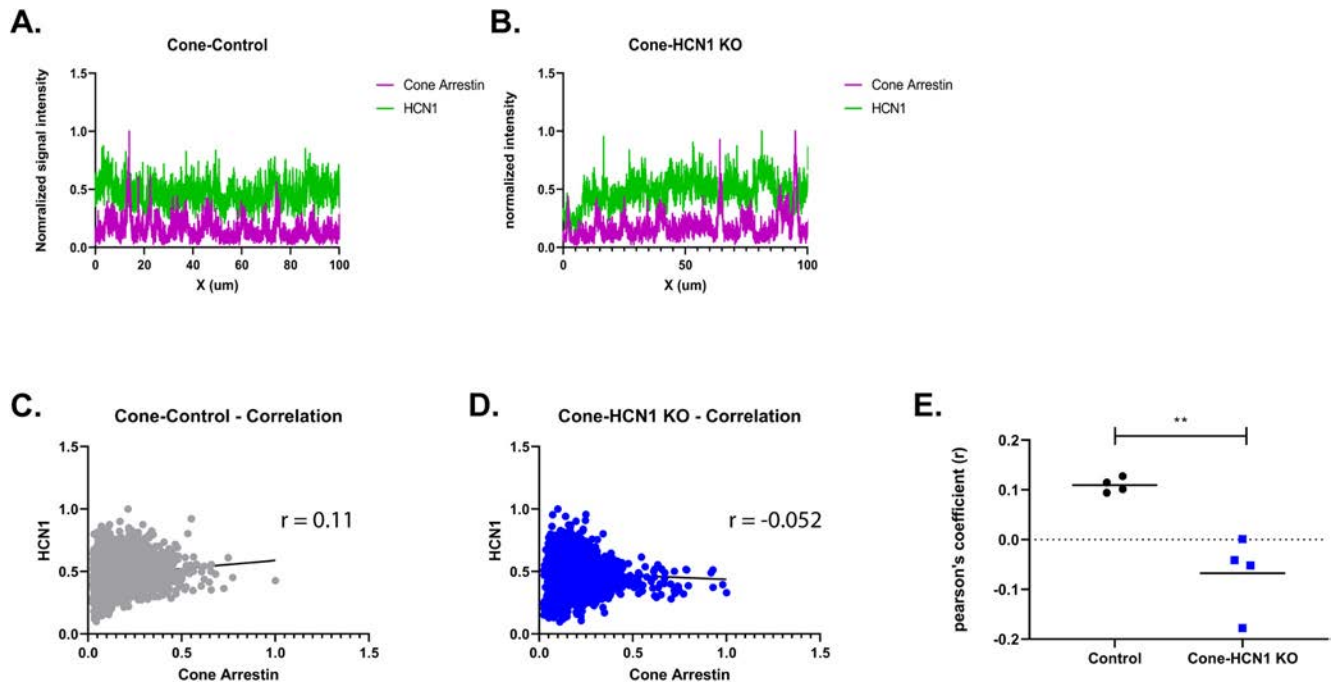 A.
Cone-Control
Normalized signal intensity
1.5
1.0
0.5
0.0
0 20 40 60 80 100
X (um)
Cone Arrestin
HCN1
B.
Cone-HCN1 KO
normalized intensity
1.5
1.0
0.5
0.0
0 50 100
X (um)
Cone Arrestin
HCN1
C.
Cone-Control - Correlation
HCN1
1.5
1.0
0.5
0.0
r = 0.11
0.0 0.5 1.0 1.5
Cone Arrestin
D.
Cone-HCN1 KO - Correlation
HCN1
1.5
1.0
0.5
0.0
r = -0.052
0.0 0.5 1.0 1.5
Cone Arrestin
E.
pearson's coefficient (r)
**
0.2
0.1
0.0
-0.1
-0.2
Control Cone-HCN1 KO